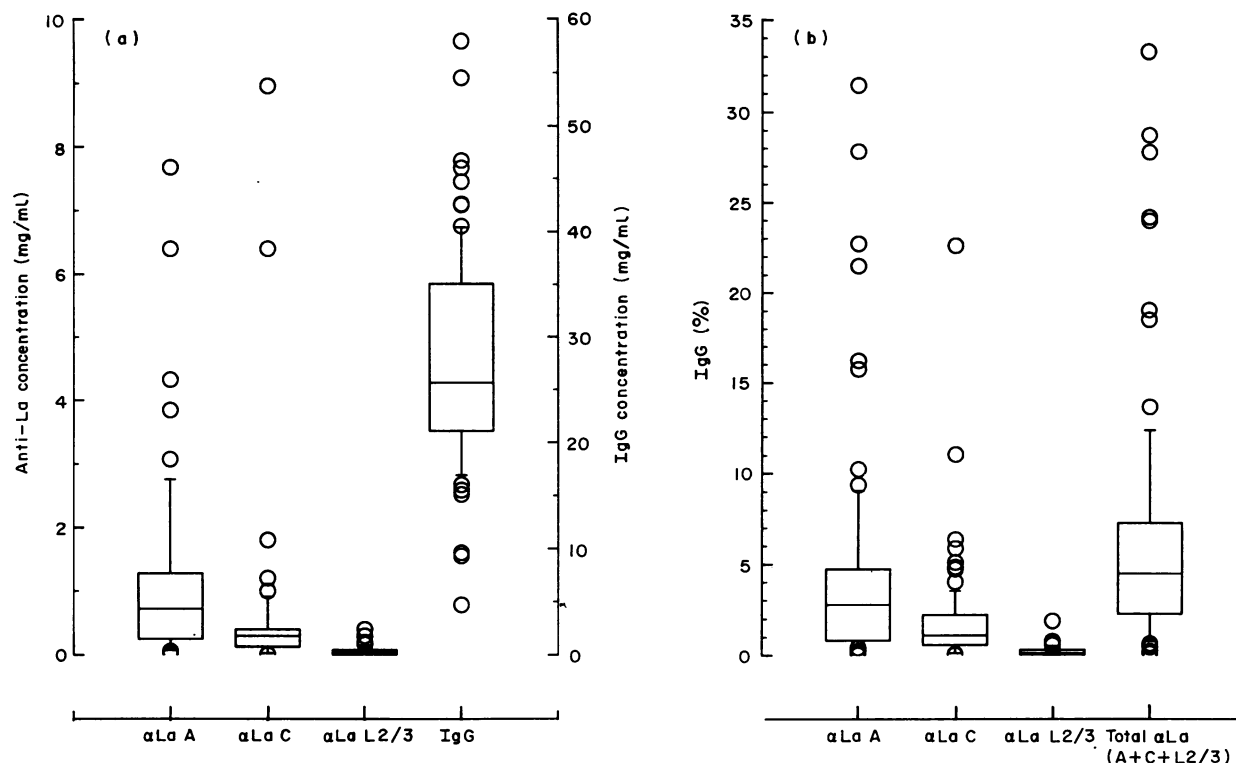 (a)
10
8
6
4
2
0
Anti-La concentration (mg/ml)
60
50
40
30
20
10
0
IgG concentration (mg/ml)
αLa A αLa C αLa L2/3 IgG
(b)
35
30
25
20
15
10
5
0
IgG (%)
αLa A αLa C αLa L2/3 Total αLa
(A+C+L2/3)